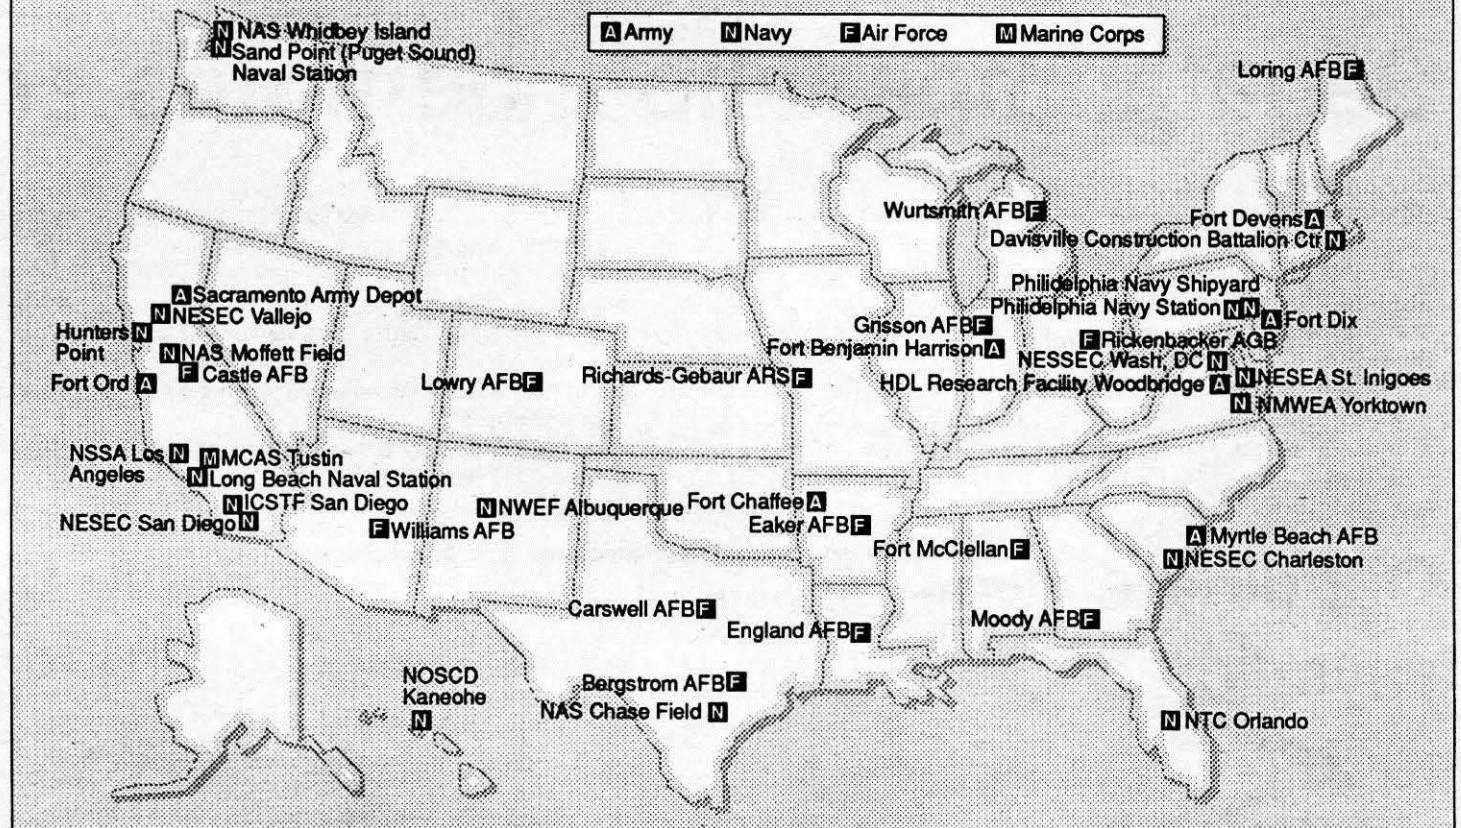 A Army N Navy F Air Force M Marine Corps
N NAS Whidbey Island
N Sand Point (Puget Sound)
Naval Station
Loring AFB F
Wurtsmith AFB F
Fort Devens A
Davisville Construction Battalion Ctr N
A Sacramento Army Depot
N NESEC Vallejo
Hunters N
Point
N NAS Moffett Field
F Castle AFB
Fort Ord A
Philidelphia Navy Shipyard N
Philidelphia Navy Station N
A Fort Dix
Grisson AFB F
Fort Benjamin Harrison A
F Rickenbacker AGB
NESSEC Wash, DC N
Lowry AFB F
Richards-Gebaur ARS F
HDL Research Facility Woodbridge A
N NESEA St. Inigoes
N NMWEA Yorktown
NSSA Los N
Angeles
M MCAS Tustin
N Long Beach Naval Station
N ICSTF San Diego
NESEC San Diego N
F Williams AFB
N NWEF Albuquerque
Fort Chaffee A
Eaker AFB F
Fort McClellan F
A Myrtle Beach AFB
N NESEC Charleston
Carswell AFB F
England AFB F
Moody AFB F
Bergstrom AFB F
NAS Chase Field N
NOSCD
Kaneohe
N
N NTC Orlando